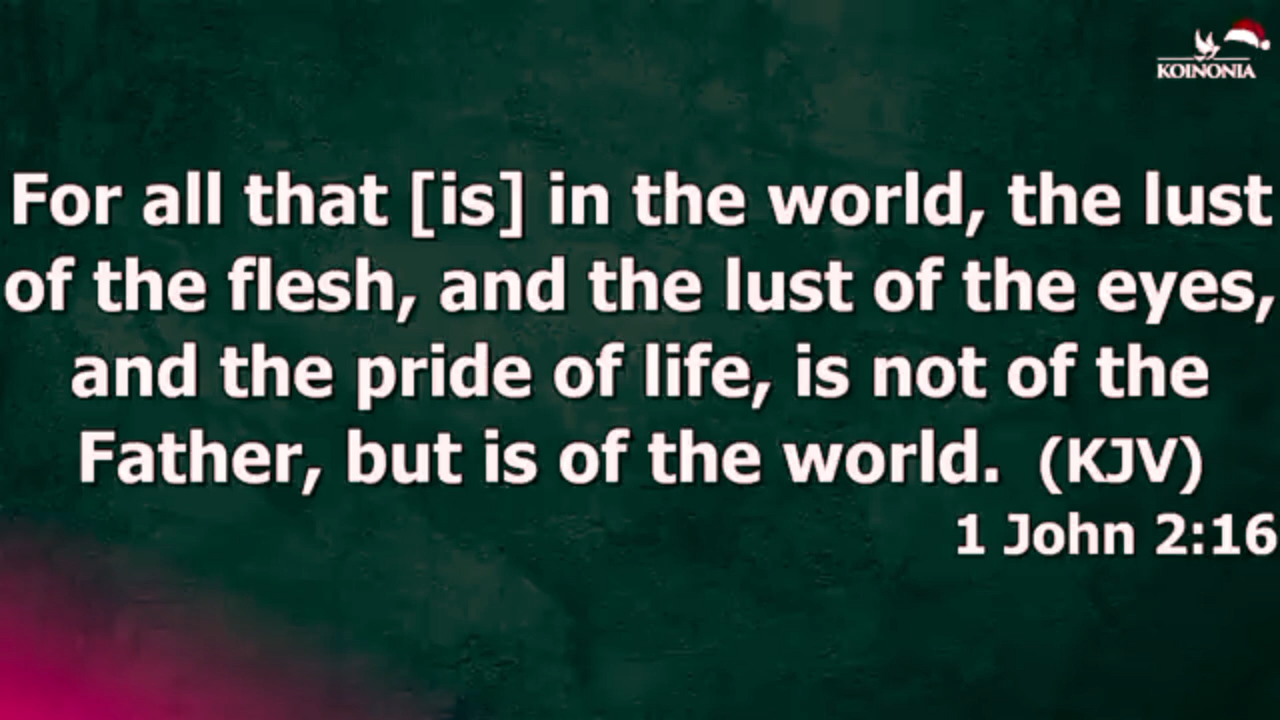 KOINONIA
For all that [is] in the world, the lust
of the flesh, and the lust of the eyes,
and the pride of life, is not of the
Father, but is of the world. (KJV)
1 John 2:16